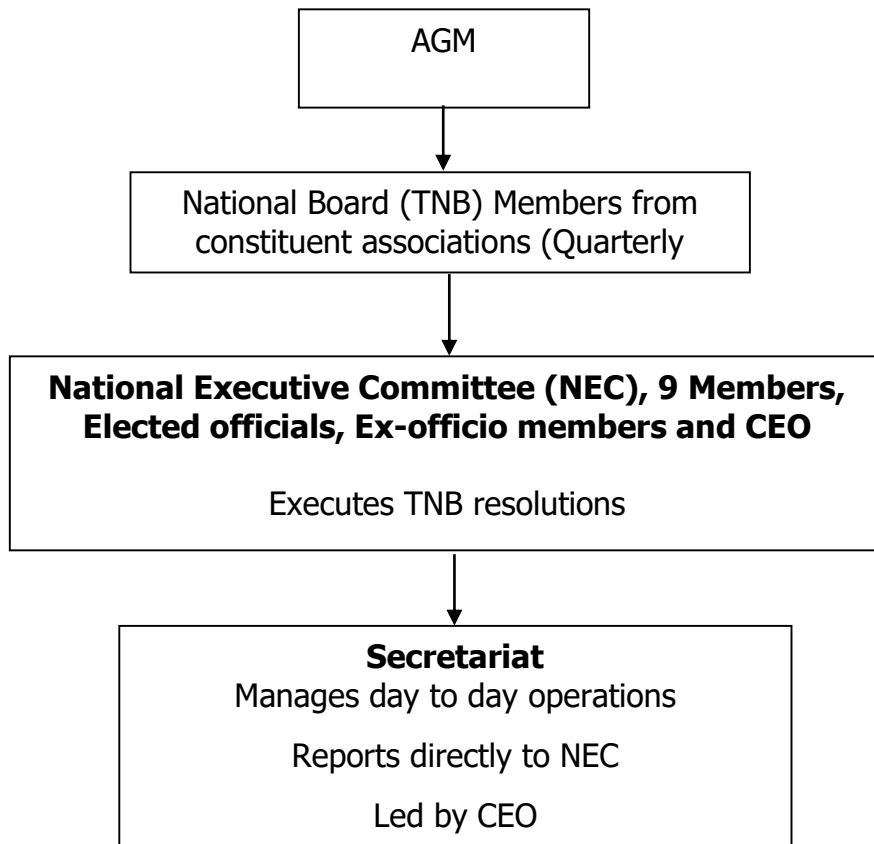 AGM
National Board (TNB) Members from
constituent associations (Quarterly
National Executive Committee (NEC), 9 Members,
Elected officials, Ex-officio members and CEO
Executes TNB resolutions
Secretariat
Manages day to day operations
Reports directly to NEC
Led by CEO